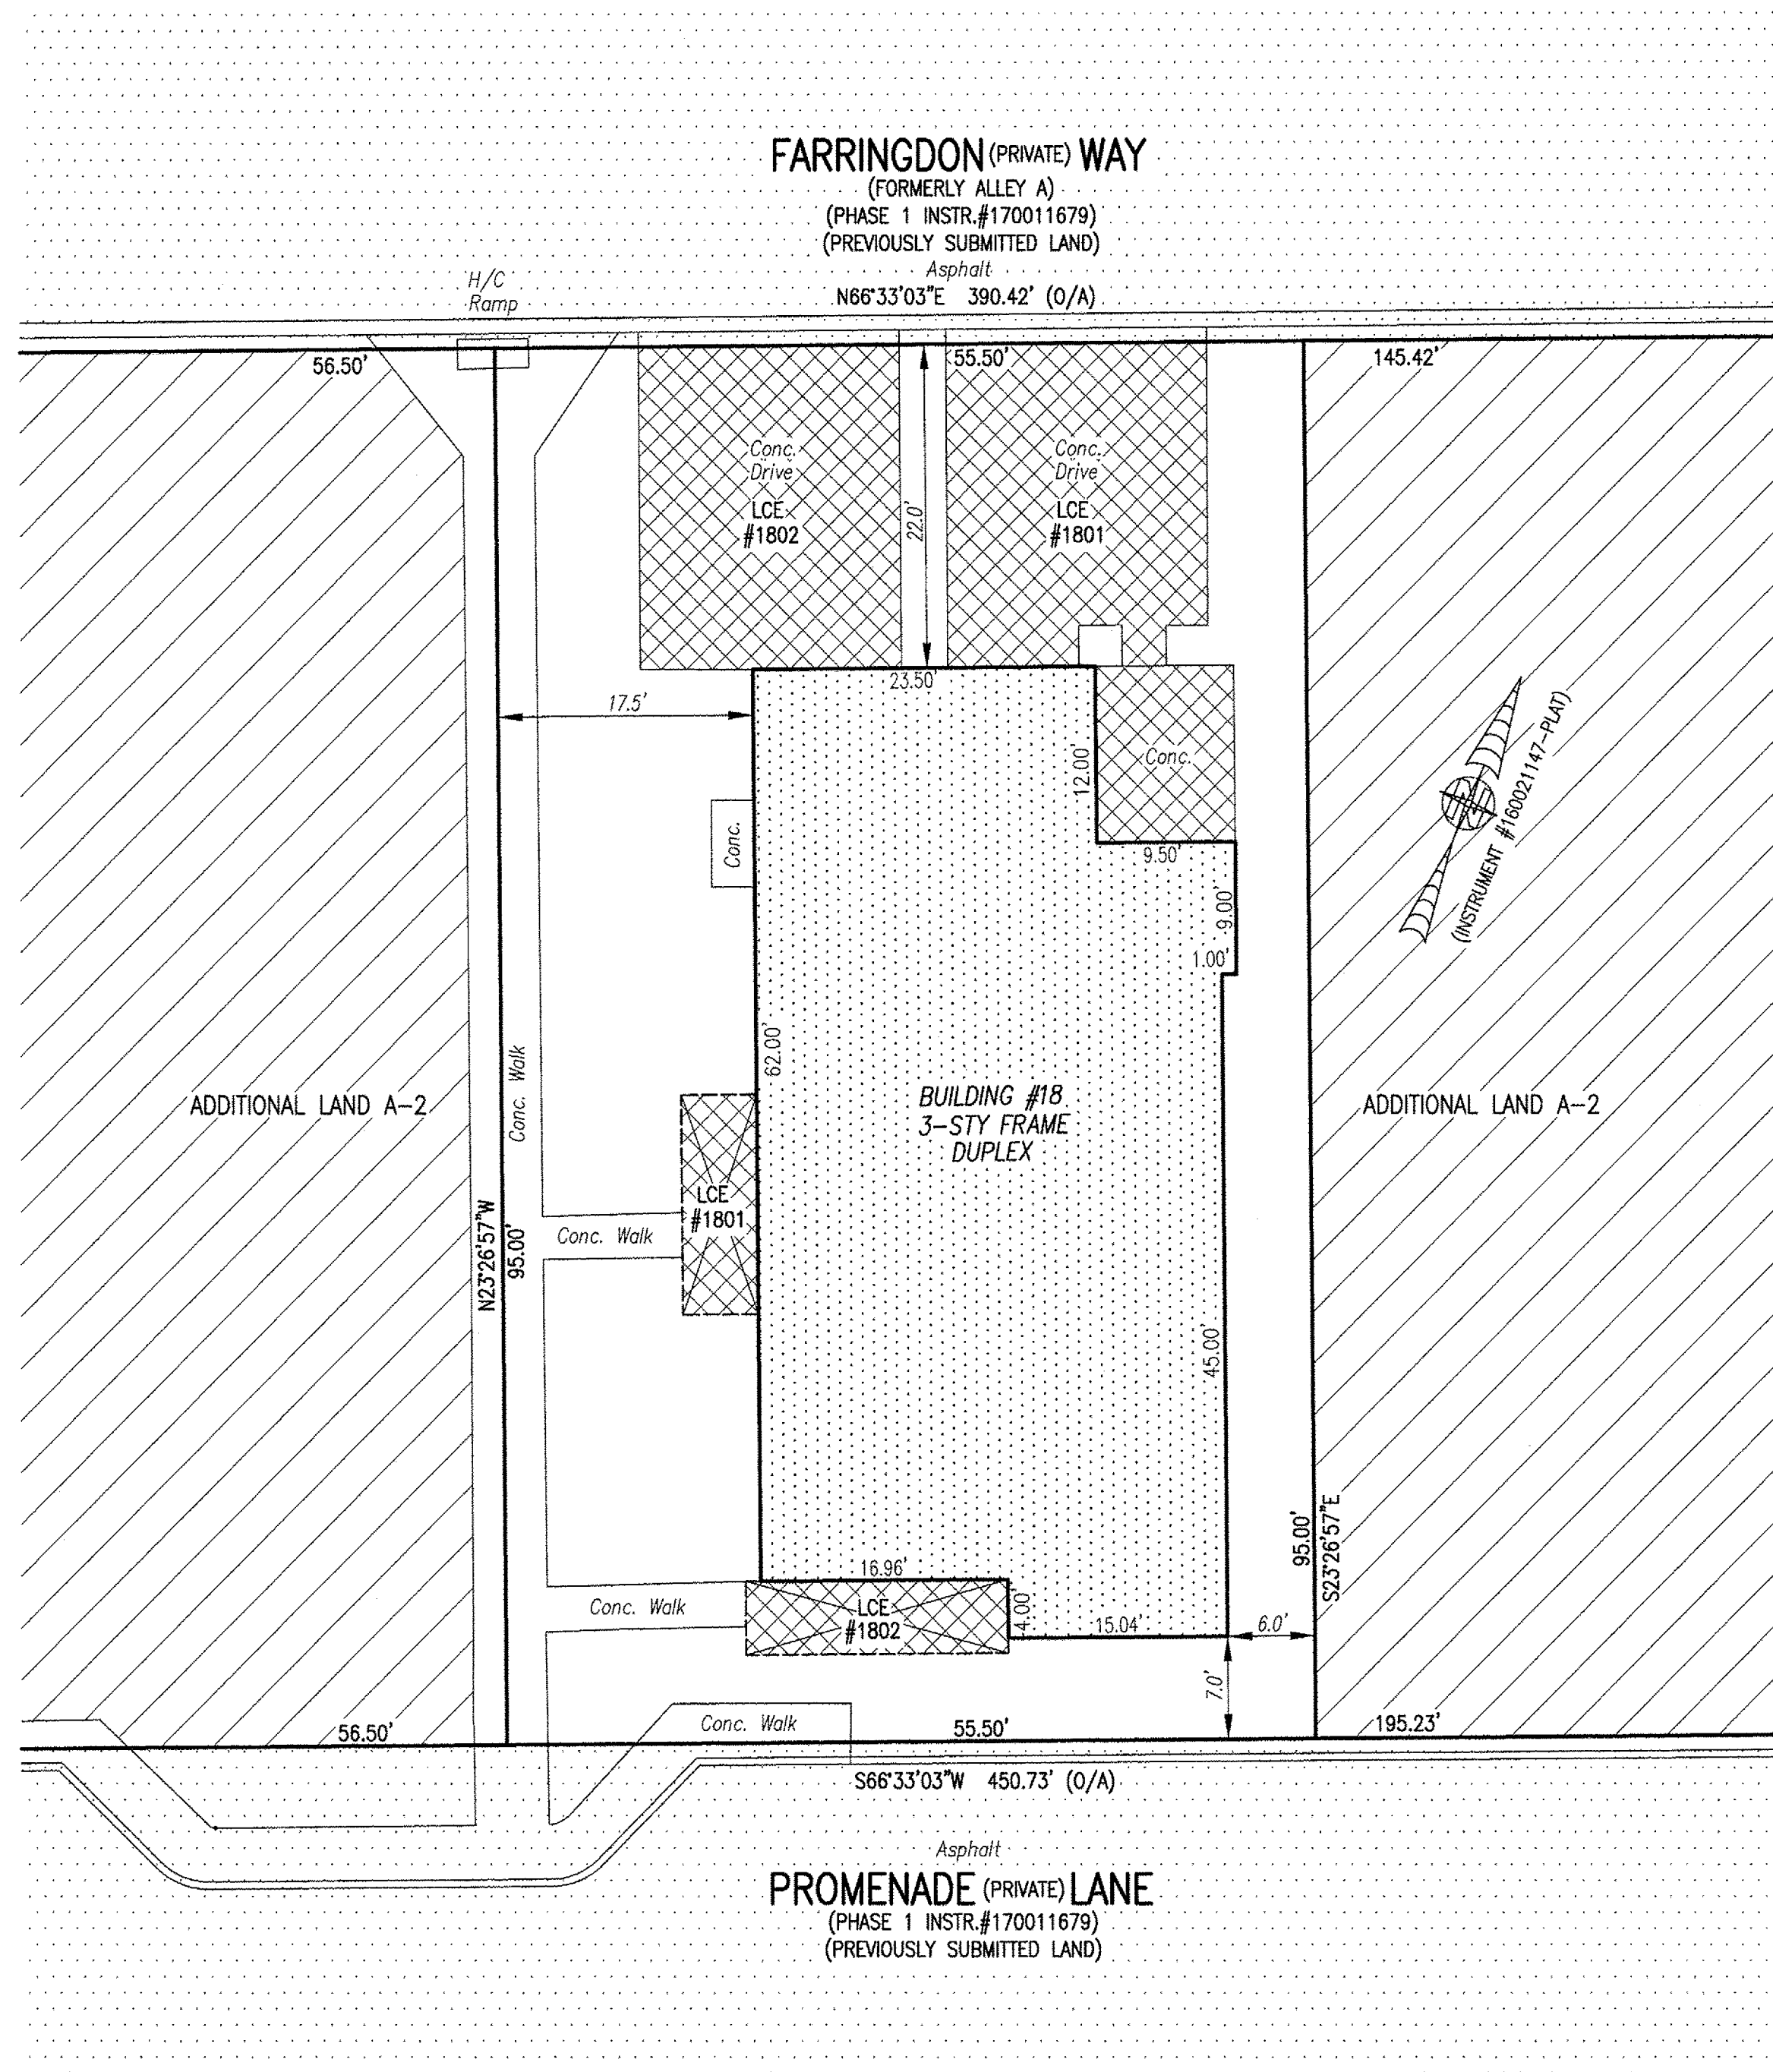 FARRINGDON (PRIVATE) WAY
(FORMERLY ALLEY A)
(PHASE 1 INSTR.#170011679)
(PREVIOUSLY SUBMITTED LAND)
Asphalt
N66°33'03"E 390.42' (O/A)
H/C
Ramp
56.50'
55.50'
145.42'
Conc.
Drive
LCE
#1802
22.0'
Conc.
Drive
LCE
#1801
23.50'
17.5'
12.00'
Conc.
9.50'
Conc.
9.00'
1.00'
(INSTRUMENT #160021147-PLAT)
62.00'
Conc. Walk
ADDITIONAL LAND A-2
BUILDING #18
3-STY FRAME
DUPLEX
ADDITIONAL LAND A-2
LCE
#1801
Conc. Walk
N23°26'57"W
95.00'
45.00'
95.00'
S23°26'57"E
16.96'
Conc. Walk
LCE
#1802
4.00'
15.04'
6.0'
7.0'
56.50'
Conc. Walk
55.50'
195.23'
S66°33'03"W 450.73' (O/A)
Asphalt
PROMENADE (PRIVATE) LANE
(PHASE 1 INSTR.#170011679)
(PREVIOUSLY SUBMITTED LAND)